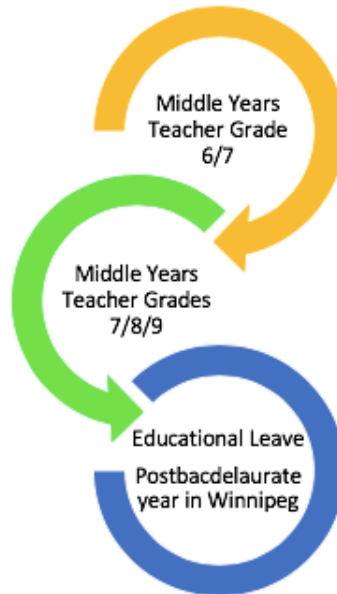 Middle Years
Teacher Grade
6/7
Middle Years
Teacher Grades
7/8/9
Educational Leave
Postbacdelaurate
year in Winnipeg